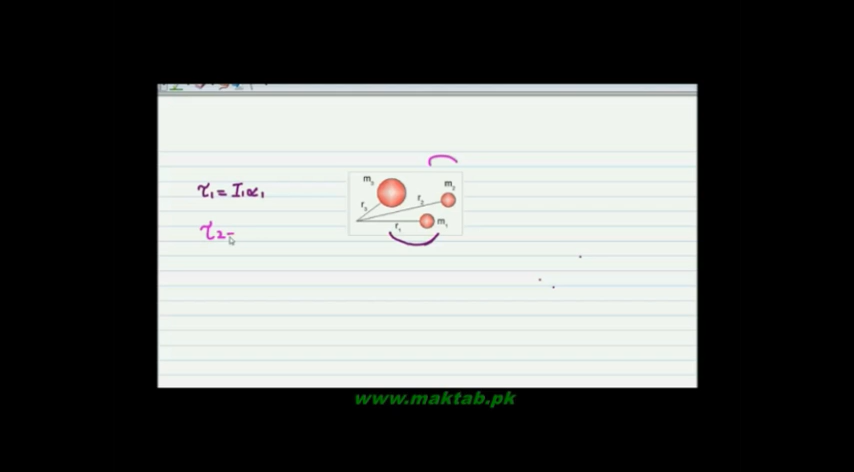 τ₁ = I₁α₁
τ₂ =
m₃
m₂
r₃
r₂
r₁
m₁
www.maktab.pk